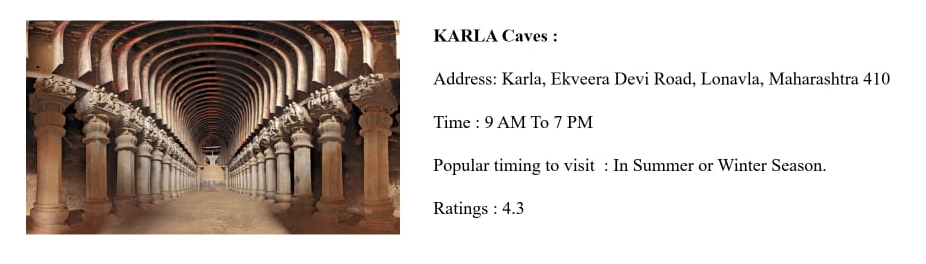 KARLA Caves :
Address: Karla, Ekveera Devi Road, Lonavla, Maharashtra 410
Time : 9 AM To 7 PM
Popular timing to visit  : In Summer or Winter Season.
Ratings : 4.3